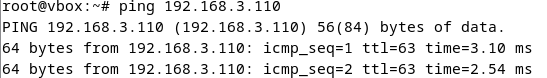 root@vbox:~# ping 192.168.3.110
PING 192.168.3.110 (192.168.3.110) 56(84) bytes of data.
64 bytes from 192.168.3.110: icmp_seq=1 ttl=63 time=3.10 ms
64 bytes from 192.168.3.110: icmp_seq=2 ttl=63 time=2.54 ms